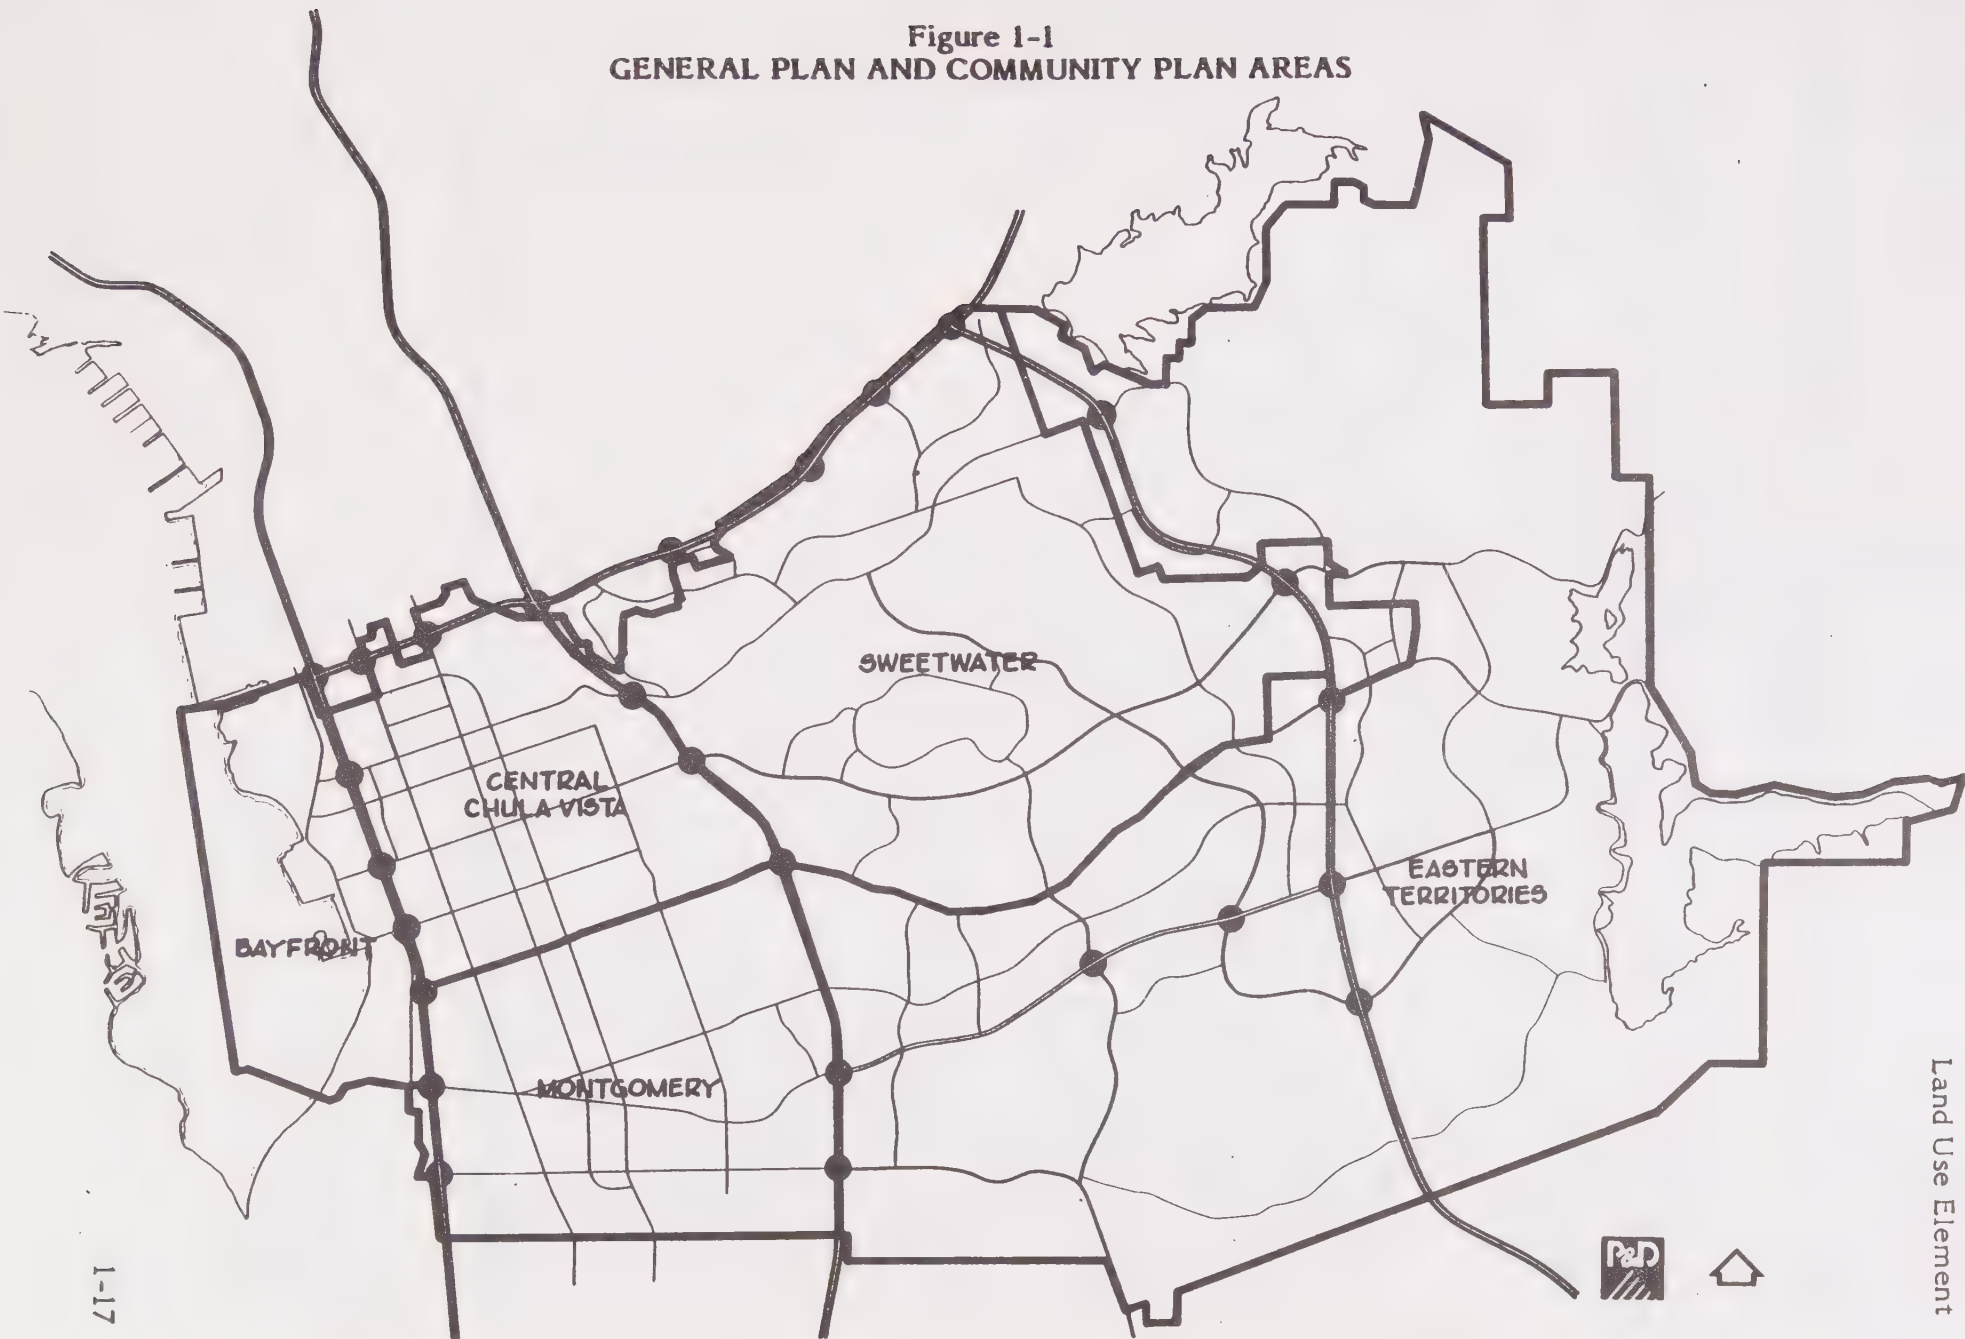 Figure 1-1
GENERAL PLAN AND COMMUNITY PLAN AREAS
SWEETWATER
CENTRAL
CHULA VISTA
EASTERN
TERRITORIES
BAYFRONT
MONTGOMERY
P&D
Land Use Element
1-17